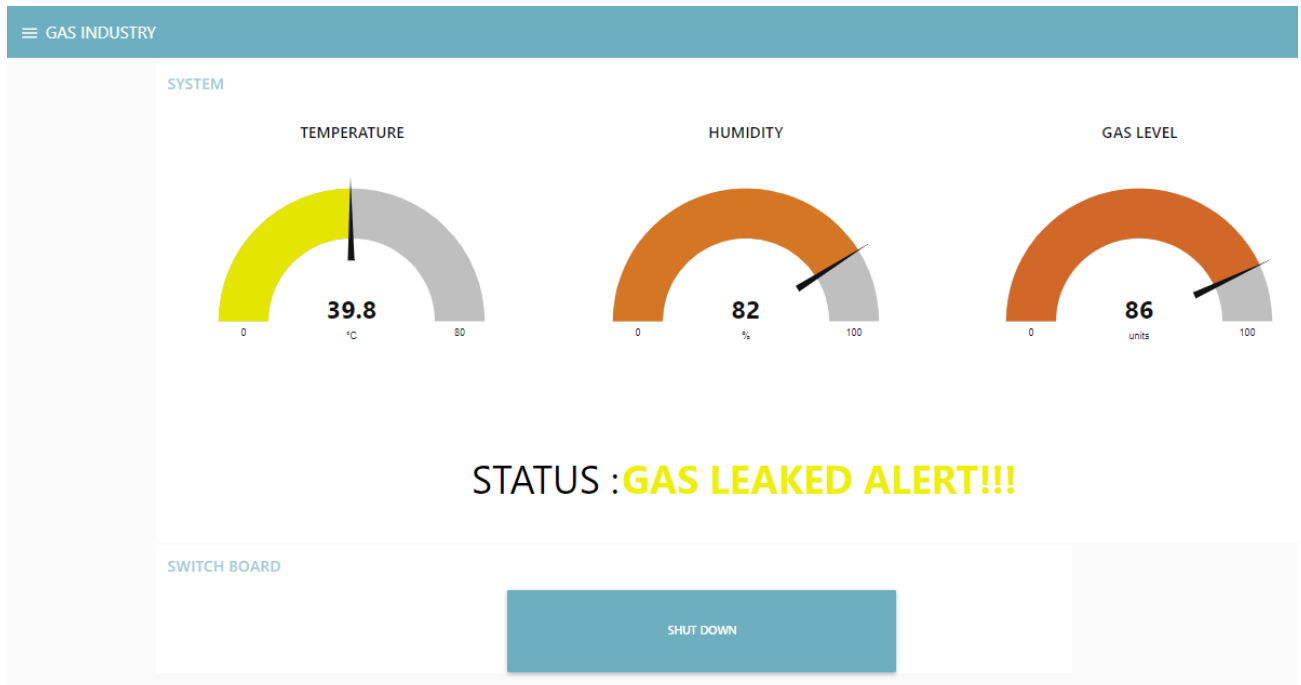 GAS INDUSTRY
SYSTEM
TEMPERATURE
39.8
0 °C 80
HUMIDITY
82
0 % 100
GAS LEVEL
86
0 units 100
STATUS : GAS LEAKED ALERT!!!
SWITCH BOARD
SHUT DOWN